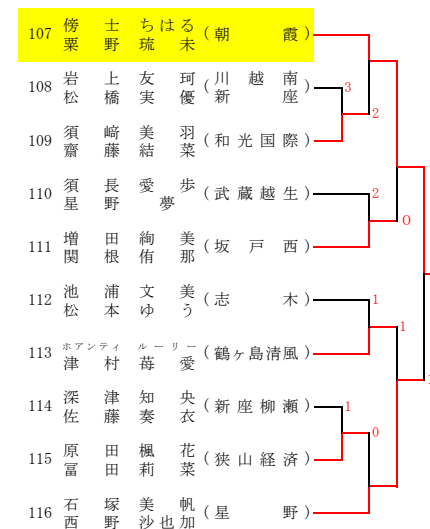 107 傍士ちはる (朝霞)
粟野琉未
108 岩上友珂 (川越南
松橋実優 新座)
3
2
109 須﨑美羽 (和光国際)
齋藤結菜
110 須長愛歩 (武蔵越生)
星野夢
2
0
111 増田絢美 (坂戸西)
関根侑那
112 池浦文美 (志木)
松本ゆう
1
1
113 ホアンティ ルーリー (鶴ヶ島清風)
津村苺愛
114 深津知央 (新座柳瀬)
佐藤奏衣
1
0
115 原田楓花 (狭山経済)
冨田莉菜
116 石塚美帆 (星野)
西野沙也加